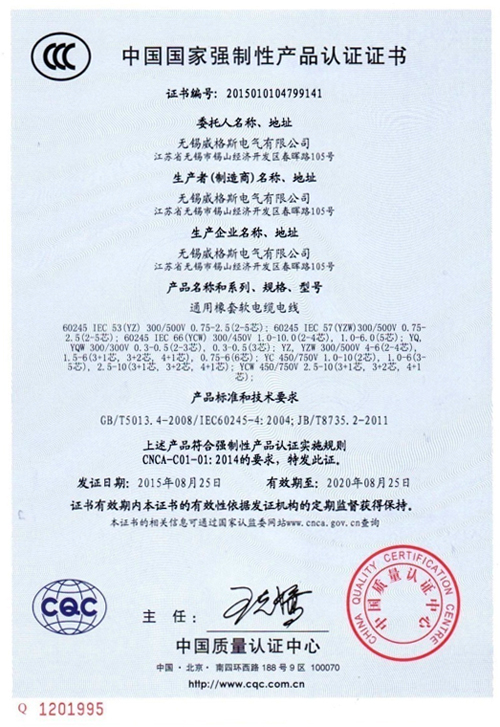 CCC
中国国家强制性产品认证证书
证书编号：2015010104799141
委托人名称、地址
无锡威格斯电气有限公司
江苏省无锡市锡山经济开发区春晖路105号
生产者(制造商)名称、地址
无锡威格斯电气有限公司
江苏省无锡市锡山经济开发区春晖路105号
生产企业名称、地址
无锡威格斯电气有限公司
江苏省无锡市锡山经济开发区春晖路105号
产品名称和系列、规格、型号
通用橡套软电缆电线
60245 IEC 53(YZ) 300/500V 0.75-2.5(2-5芯); 60245 IEC 57(YZW)300/500V 0.75-
2.5(2-5芯); 60245 IEC 66(YCW) 300/450V 1.0-10.0(2-4芯), 1.0-6.0(5芯); YQ,
YQW 300/300V 0.3-0.5(2-3芯), 0.3-0.5(3芯); YZ, YZW 300/500V 4-6(2-4芯),
1.5-6(3+1芯, 3+2芯, 4+1芯), 0.75-6(6芯); YC 450/750V 1.0-10(2芯), 1.0-6(3-
5芯), 2.5-10(3+1芯, 3+2芯, 4+1芯); YCW 450/750V 2.5-10(3+1芯, 3+2芯, 4+1
芯);
产品标准和技术要求
GB/T5013.4-2008/IEC60245-4:2004;JB/T8735.2-2011
上述产品符合强制性产品认证实施规则
CNCA-C01-01:2014的要求，特发此证。
发证日期：2015年08月25日 有效期至：2020年08月25日
证书有效期内本证书的有效性依据发证机构的定期监督获得保持。
本证书的相关信息可通过国家认监委网站www.cnca.gov.cn查询
CQC
主任：
中国质量认证中心
CHINA QUALITY CERTIFICATION CENTRE
中国质量认证中心
中国·北京·南四环西路188号9区 100070
http://www.cqc.com.cn
Q 1201995